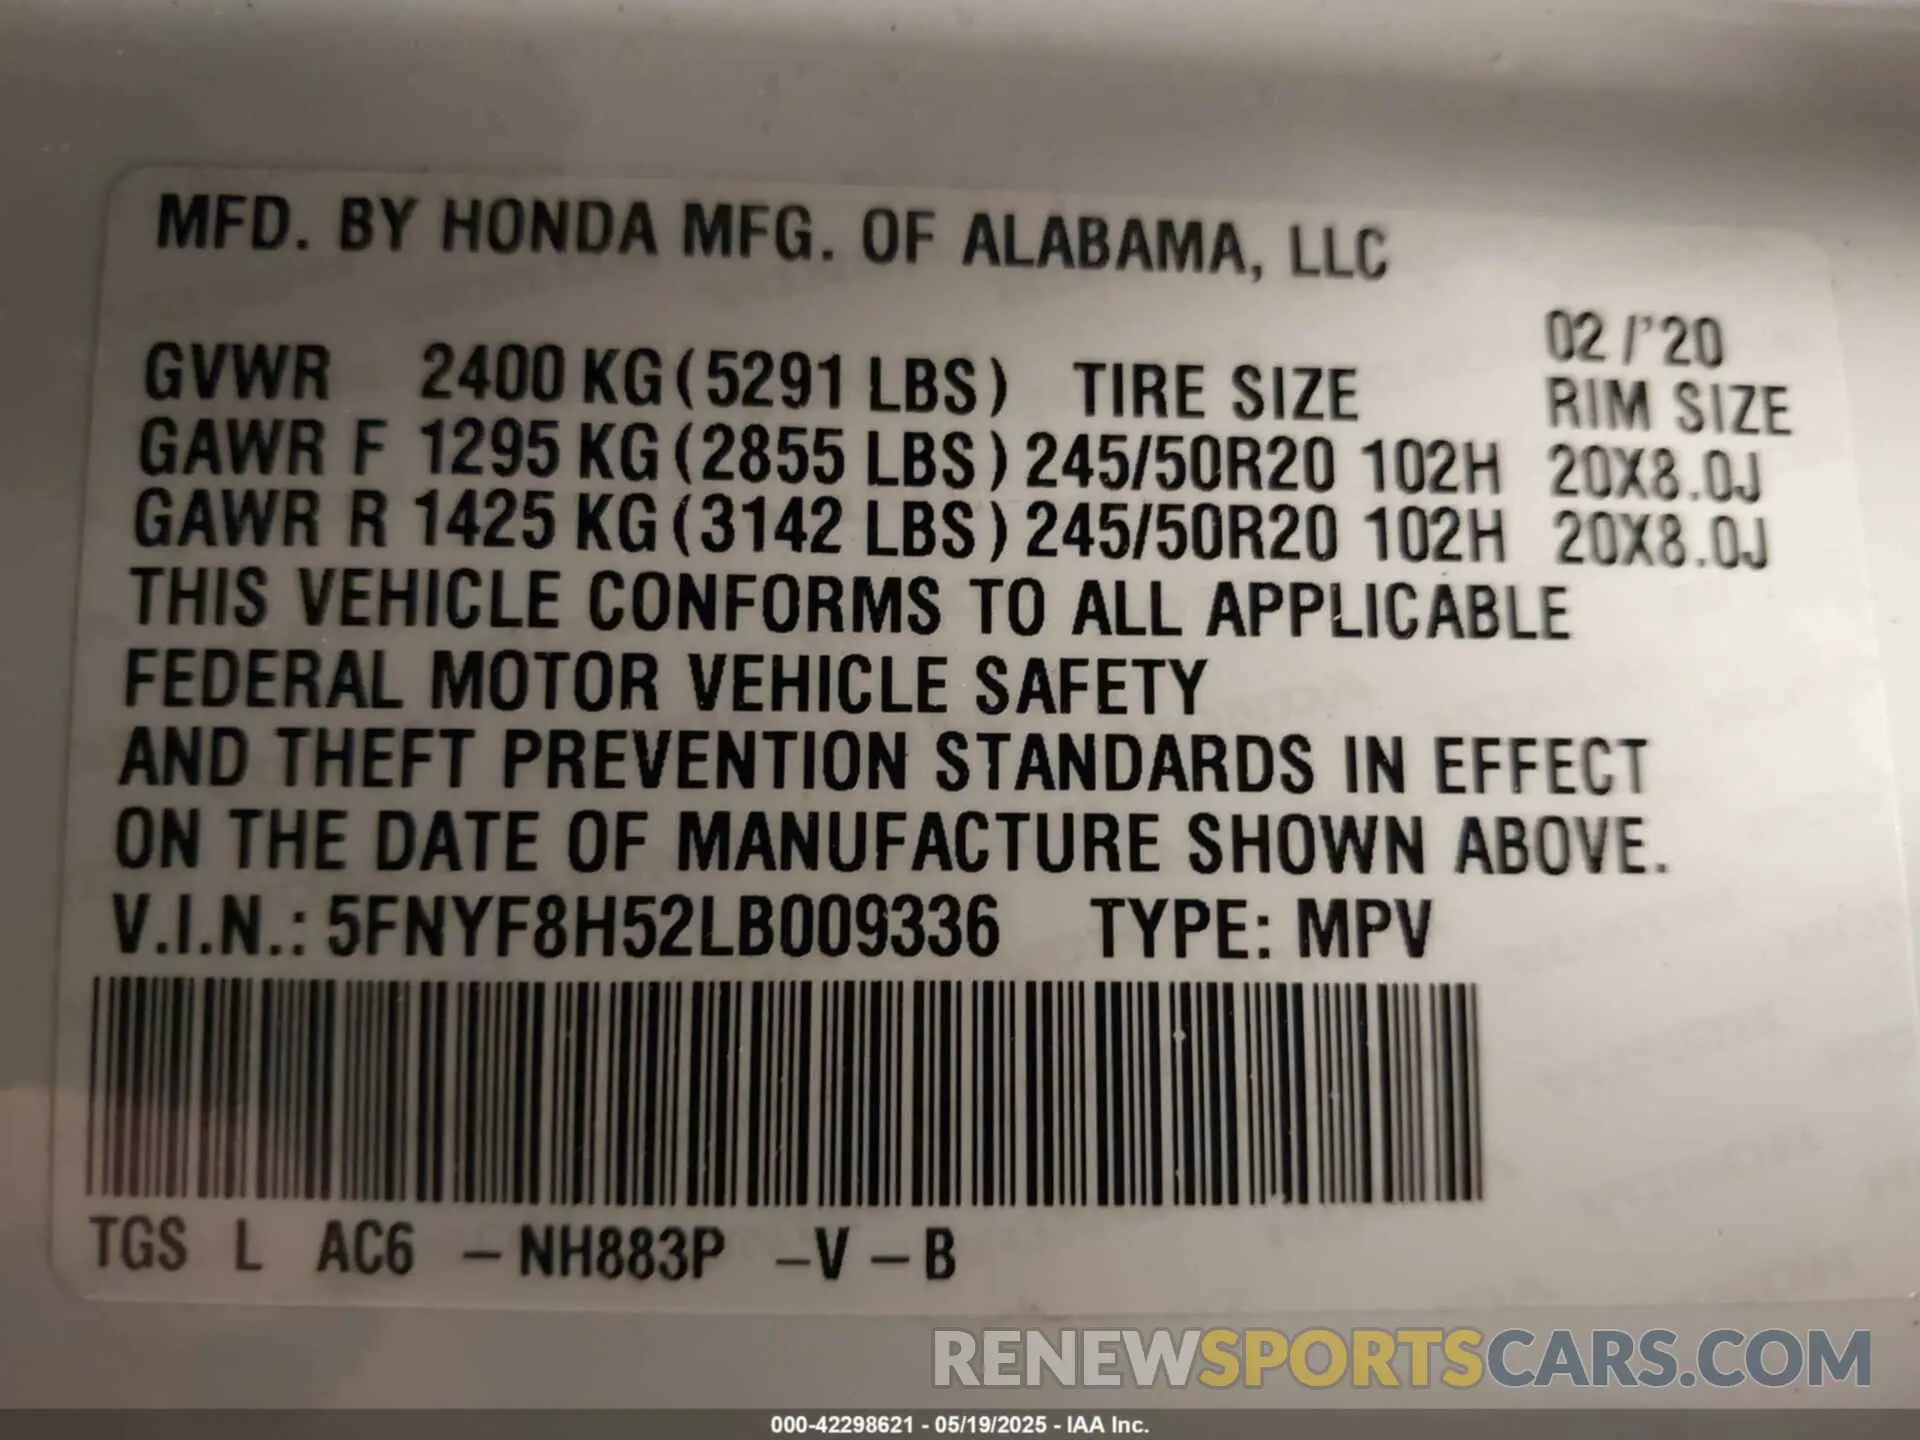 MFD. BY HONDA MFG. OF ALABAMA, LLC
02 /'20
GVWR 2400 KG (5291 LBS) TIRE SIZE RIM SIZE
GAWR F 1295 KG (2855 LBS) 245/50R20 102H 20X8.0J
GAWR R 1425 KG (3142 LBS) 245/50R20 102H 20X8.0J
THIS VEHICLE CONFORMS TO ALL APPLICABLE
FEDERAL MOTOR VEHICLE SAFETY
AND THEFT PREVENTION STANDARDS IN EFFECT
ON THE DATE OF MANUFACTURE SHOWN ABOVE.
V.I.N.: 5FNYF8H52LB009336 TYPE: MPV
TGS L AC6 – NH883P – V – B
RENEWSPORTSCARS.COM
000-42298621 - 05/19/2025 - IAA Inc.